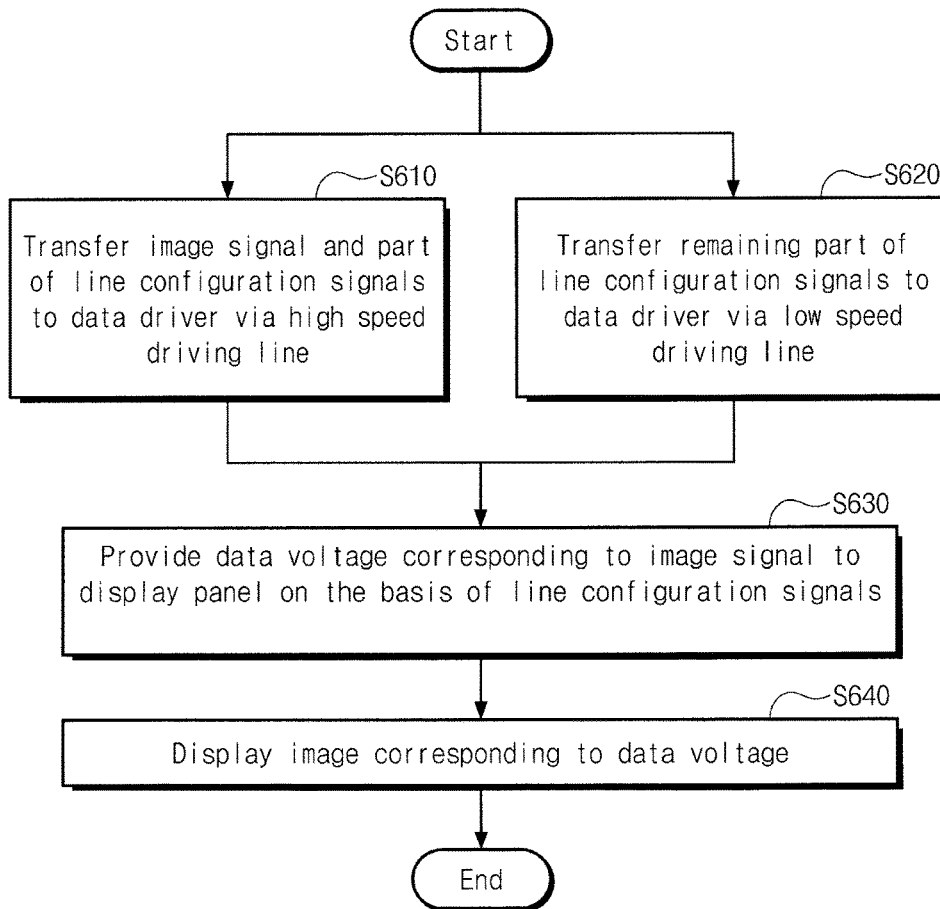 Start
S610
Transfer image signal and part
of line configuration signals
to data driver via high speed
driving line
S620
Transfer remaining part of
line configuration signals to
data driver via low speed
driving line
S630
Provide data voltage corresponding to image signal to
display panel on the basis of line configuration signals
S640
Display image corresponding to data voltage
End